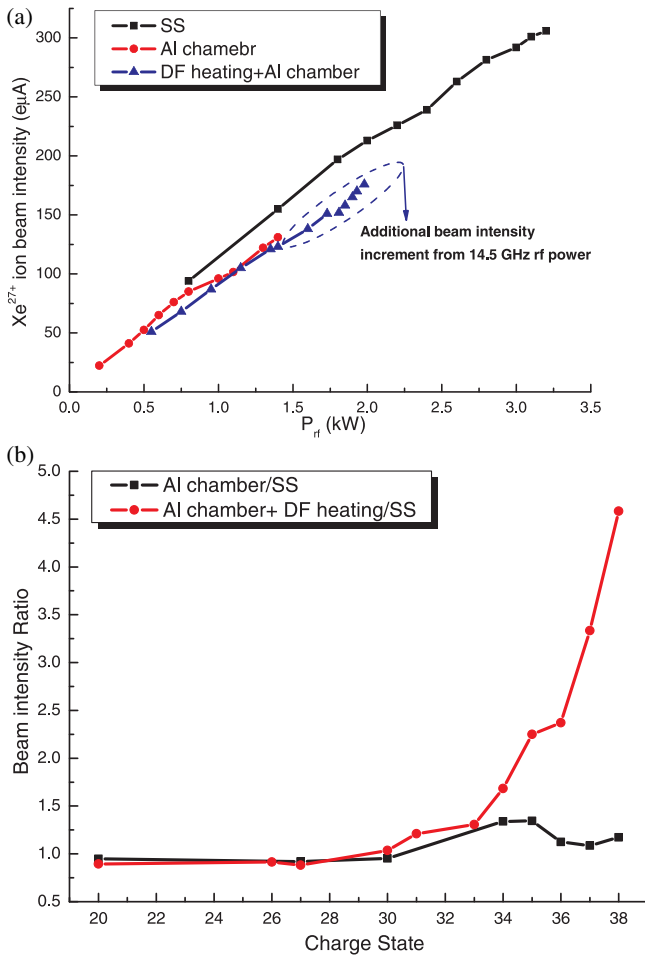 (a)
SS
Al chamebr
DF heating+Al chamber
300
250
200
150
100
50
0
Xe27+ ion beam intensity (eμA)
Additional beam intensity
increment from 14.5 GHz rf power
0.0 0.5 1.0 1.5 2.0 2.5 3.0 3.5
Prf (kW)
(b)
Al chamber/SS
Al chamber+ DF heating/SS
5.0
4.5
4.0
3.5
3.0
2.5
2.0
1.5
1.0
0.5
Beam intensity Ratio
20 22 24 26 28 30 32 34 36 38
Charge State